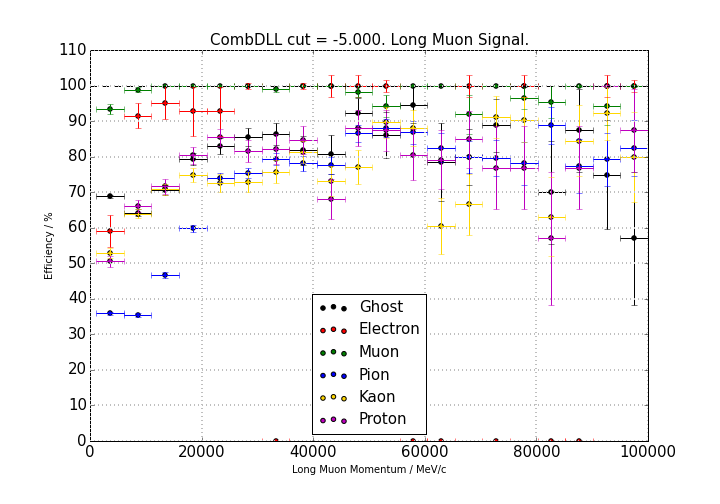 CombDLL cut = -5.000. Long Muon Signal.
110
100
90
80
70
60
50
40
30
20
10
0
Efficiency / %
Ghost
Electron
Muon
Pion
Kaon
Proton
0 20000 40000 60000 80000 100000
Long Muon Momentum / MeV/c